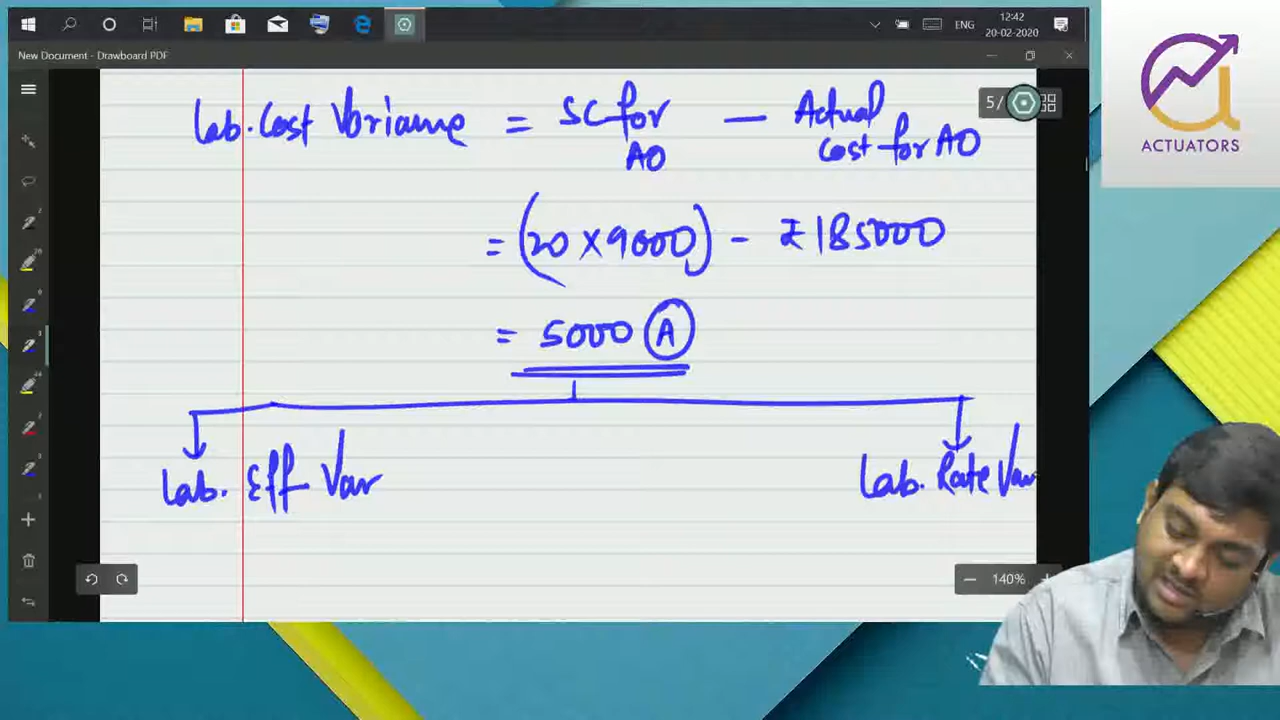 ENG
12:42
20-02-2020
New Document - Drawboard PDF
ACTUATORS
5/
Lab. Cost Variance = SC for AO — Actual Cost for AO
= (20 × 9000) - ₹185000
= 5000 (A)
Lab. Eff Var
Lab. Rate Var
140%